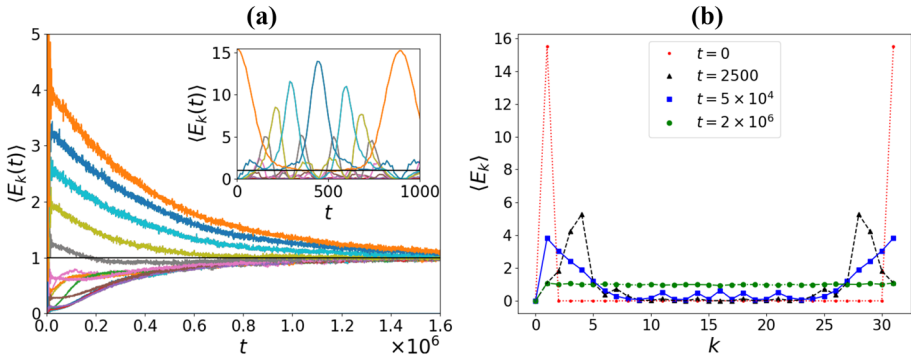 (a)
5
4
3
2
1
0
⟨E_k(t)⟩
0.0 0.2 0.4 0.6 0.8 1.0 1.2 1.4 1.6
t
×10^6
15
10
5
0
⟨E_k(t)⟩
0 500 1000
t
(b)
16
14
12
10
8
6
4
2
0
⟨E_k⟩
0 5 10 15 20 25 30
k
t = 0
t = 2500
t = 5 × 10^4
t = 2 × 10^6